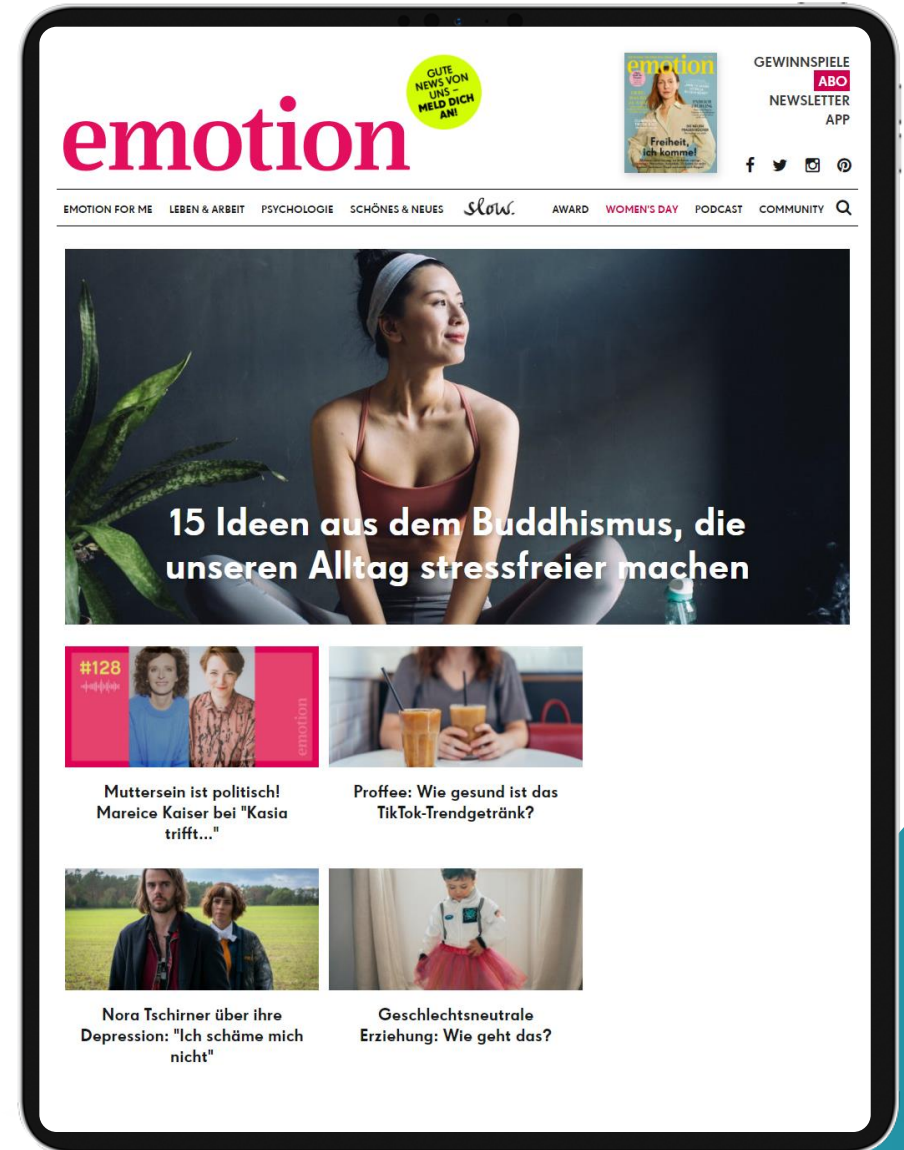 GUTE
NEWS VON
UNS –
MELD DICH
AN!
emotion
emotion
Freiheit,
ich komme!
GEWINNSPIELE
ABO
NEWSLETTER
APP
EMOTION FOR ME LEBEN & ARBEIT PSYCHOLOGIE SCHÖNES & NEUES slow. AWARD WOMEN'S DAY PODCAST COMMUNITY
15 Ideen aus dem Buddhismus, die
unseren Alltag stressfreier machen
#128
emotion
Muttersein ist politisch!
Mareice Kaiser bei "Kasia
trifft..."
Proffee: Wie gesund ist das
TikTok-Trendgetränk?
Nora Tschirner über ihre
Depression: "Ich schäme mich
nicht"
Geschlechtsneutrale
Erziehung: Wie geht das?